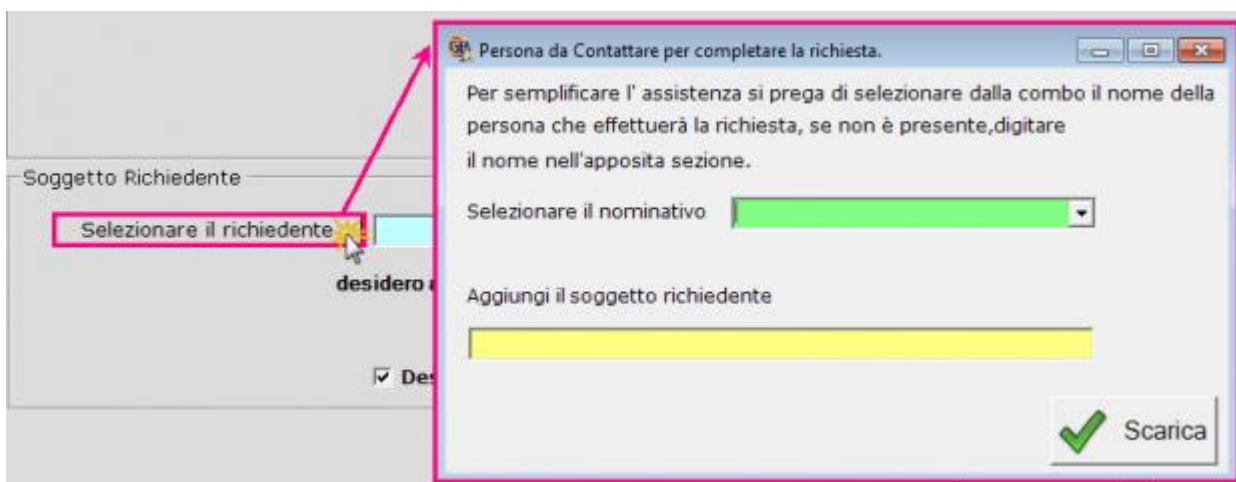 Persona da Contattare per completare la richiesta.
Per semplificare l' assistenza si prega di selezionare dalla combo il nome della
persona che effettuerà la richiesta, se non è presente,digitare
il nome nell'apposita sezione.
Soggetto Richiedente
Selezionare il richiedente
Selezionare il nominativo
desidero
Aggiungi il soggetto richiedente
Des
Scarica